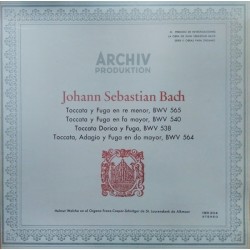 ARCHIV
PRODUKTION
Johann Sebastian Bach
Toccata y Fuga en re menor, BWV 565
Toccata y Fuga en fa mayor, BWV 540
Toccata Dorica y Fuga, BWV 538
Toccata, Adagio y Fuga en do mayor, BWV 564